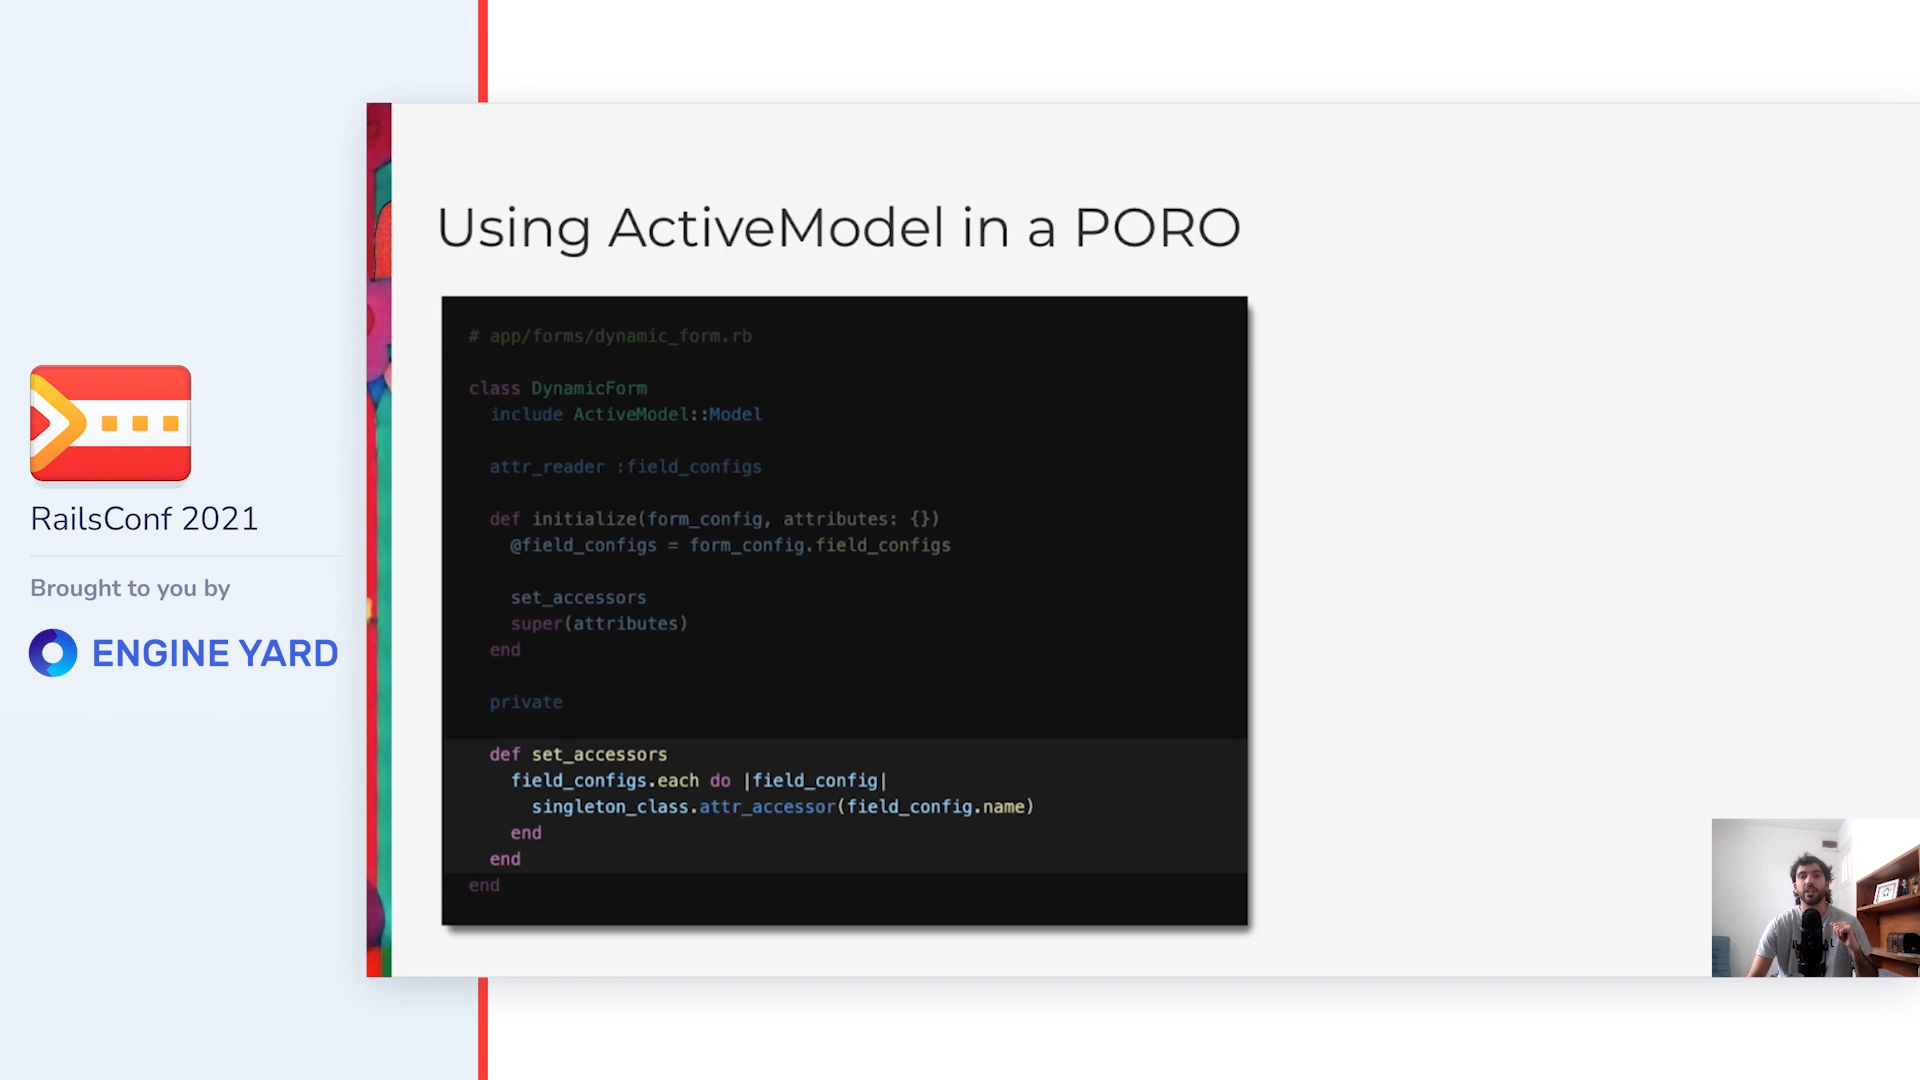 RailsConf 2021
Brought to you by
ENGINE YARD
Using ActiveModel in a PORO
# app/forms/dynamic_form.rb
class DynamicForm
include ActiveModel::Model
attr_reader :field_configs
def initialize(form_config, attributes: {})
@field_configs = form_config.field_configs
set_accessors
super(attributes)
end
private
def set_accessors
field_configs.each do |field_config|
singleton_class.attr_accessor(field_config.name)
end
end
end